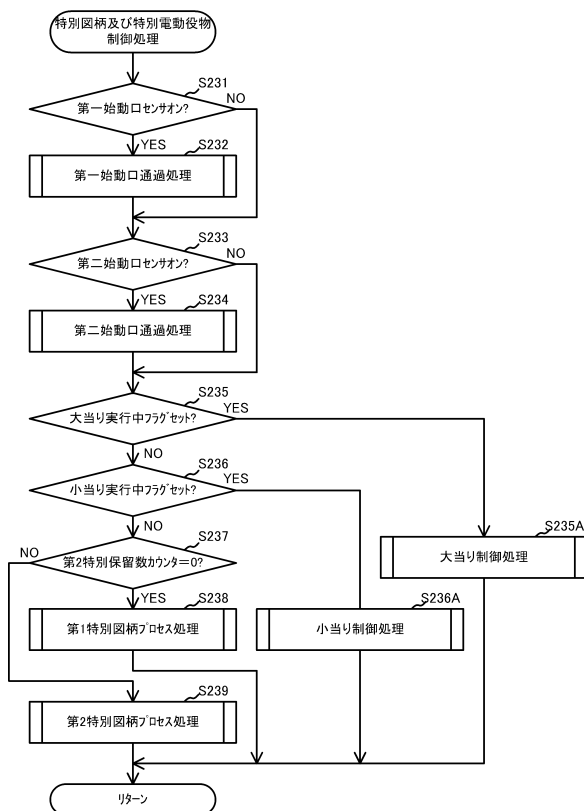 特別図柄及び特別電動役物
制御処理
S231
第一始動口センサオン?
NO
YES
S232
第一始動口通過処理
S233
第二始動口センサオン?
NO
YES
S234
第二始動口通過処理
S235
大当り実行中フラグセット?
YES
NO
S236
小当り実行中フラグセット?
YES
NO
S237
第2特別保留数カウンター=0?
NO
YES
S235A
大当り制御処理
S238
第1特別図柄プロセス処理
S236A
小当り制御処理
S239
第2特別図柄プロセス処理
リターン